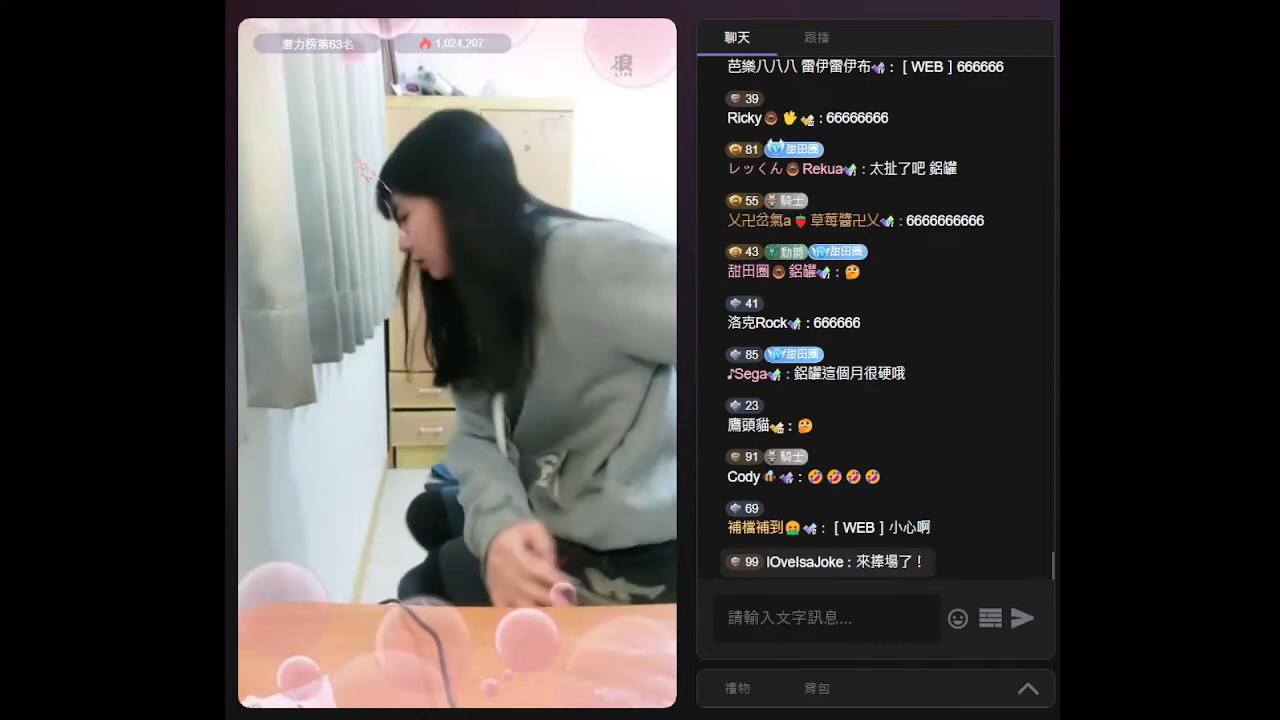 潛力榜第63名
1,024,207
浪
LIVE
聊天
跟播
芭樂八八八 雷伊雷伊布 : [ WEB ] 666666
39
Ricky : 66666666
81 甜田圈
レッくん Rekua : 太扯了吧 鋁罐
55 騎士
乂卍岔氣a 草莓醬卍乂 : 6666666666
43 勳爵 甜田圈
甜田圈 鋁罐 :
41
洛克Rock : 666666
85 甜田圈
♪Sega : 鋁罐這個月很硬哦
23
鷹頭貓 :
91 騎士
Cody :
69
補檔補到 : [ WEB ] 小心啊
99 lOveIsaJoke : 來捧場了！
請輸入文字訊息...
禮物
背包